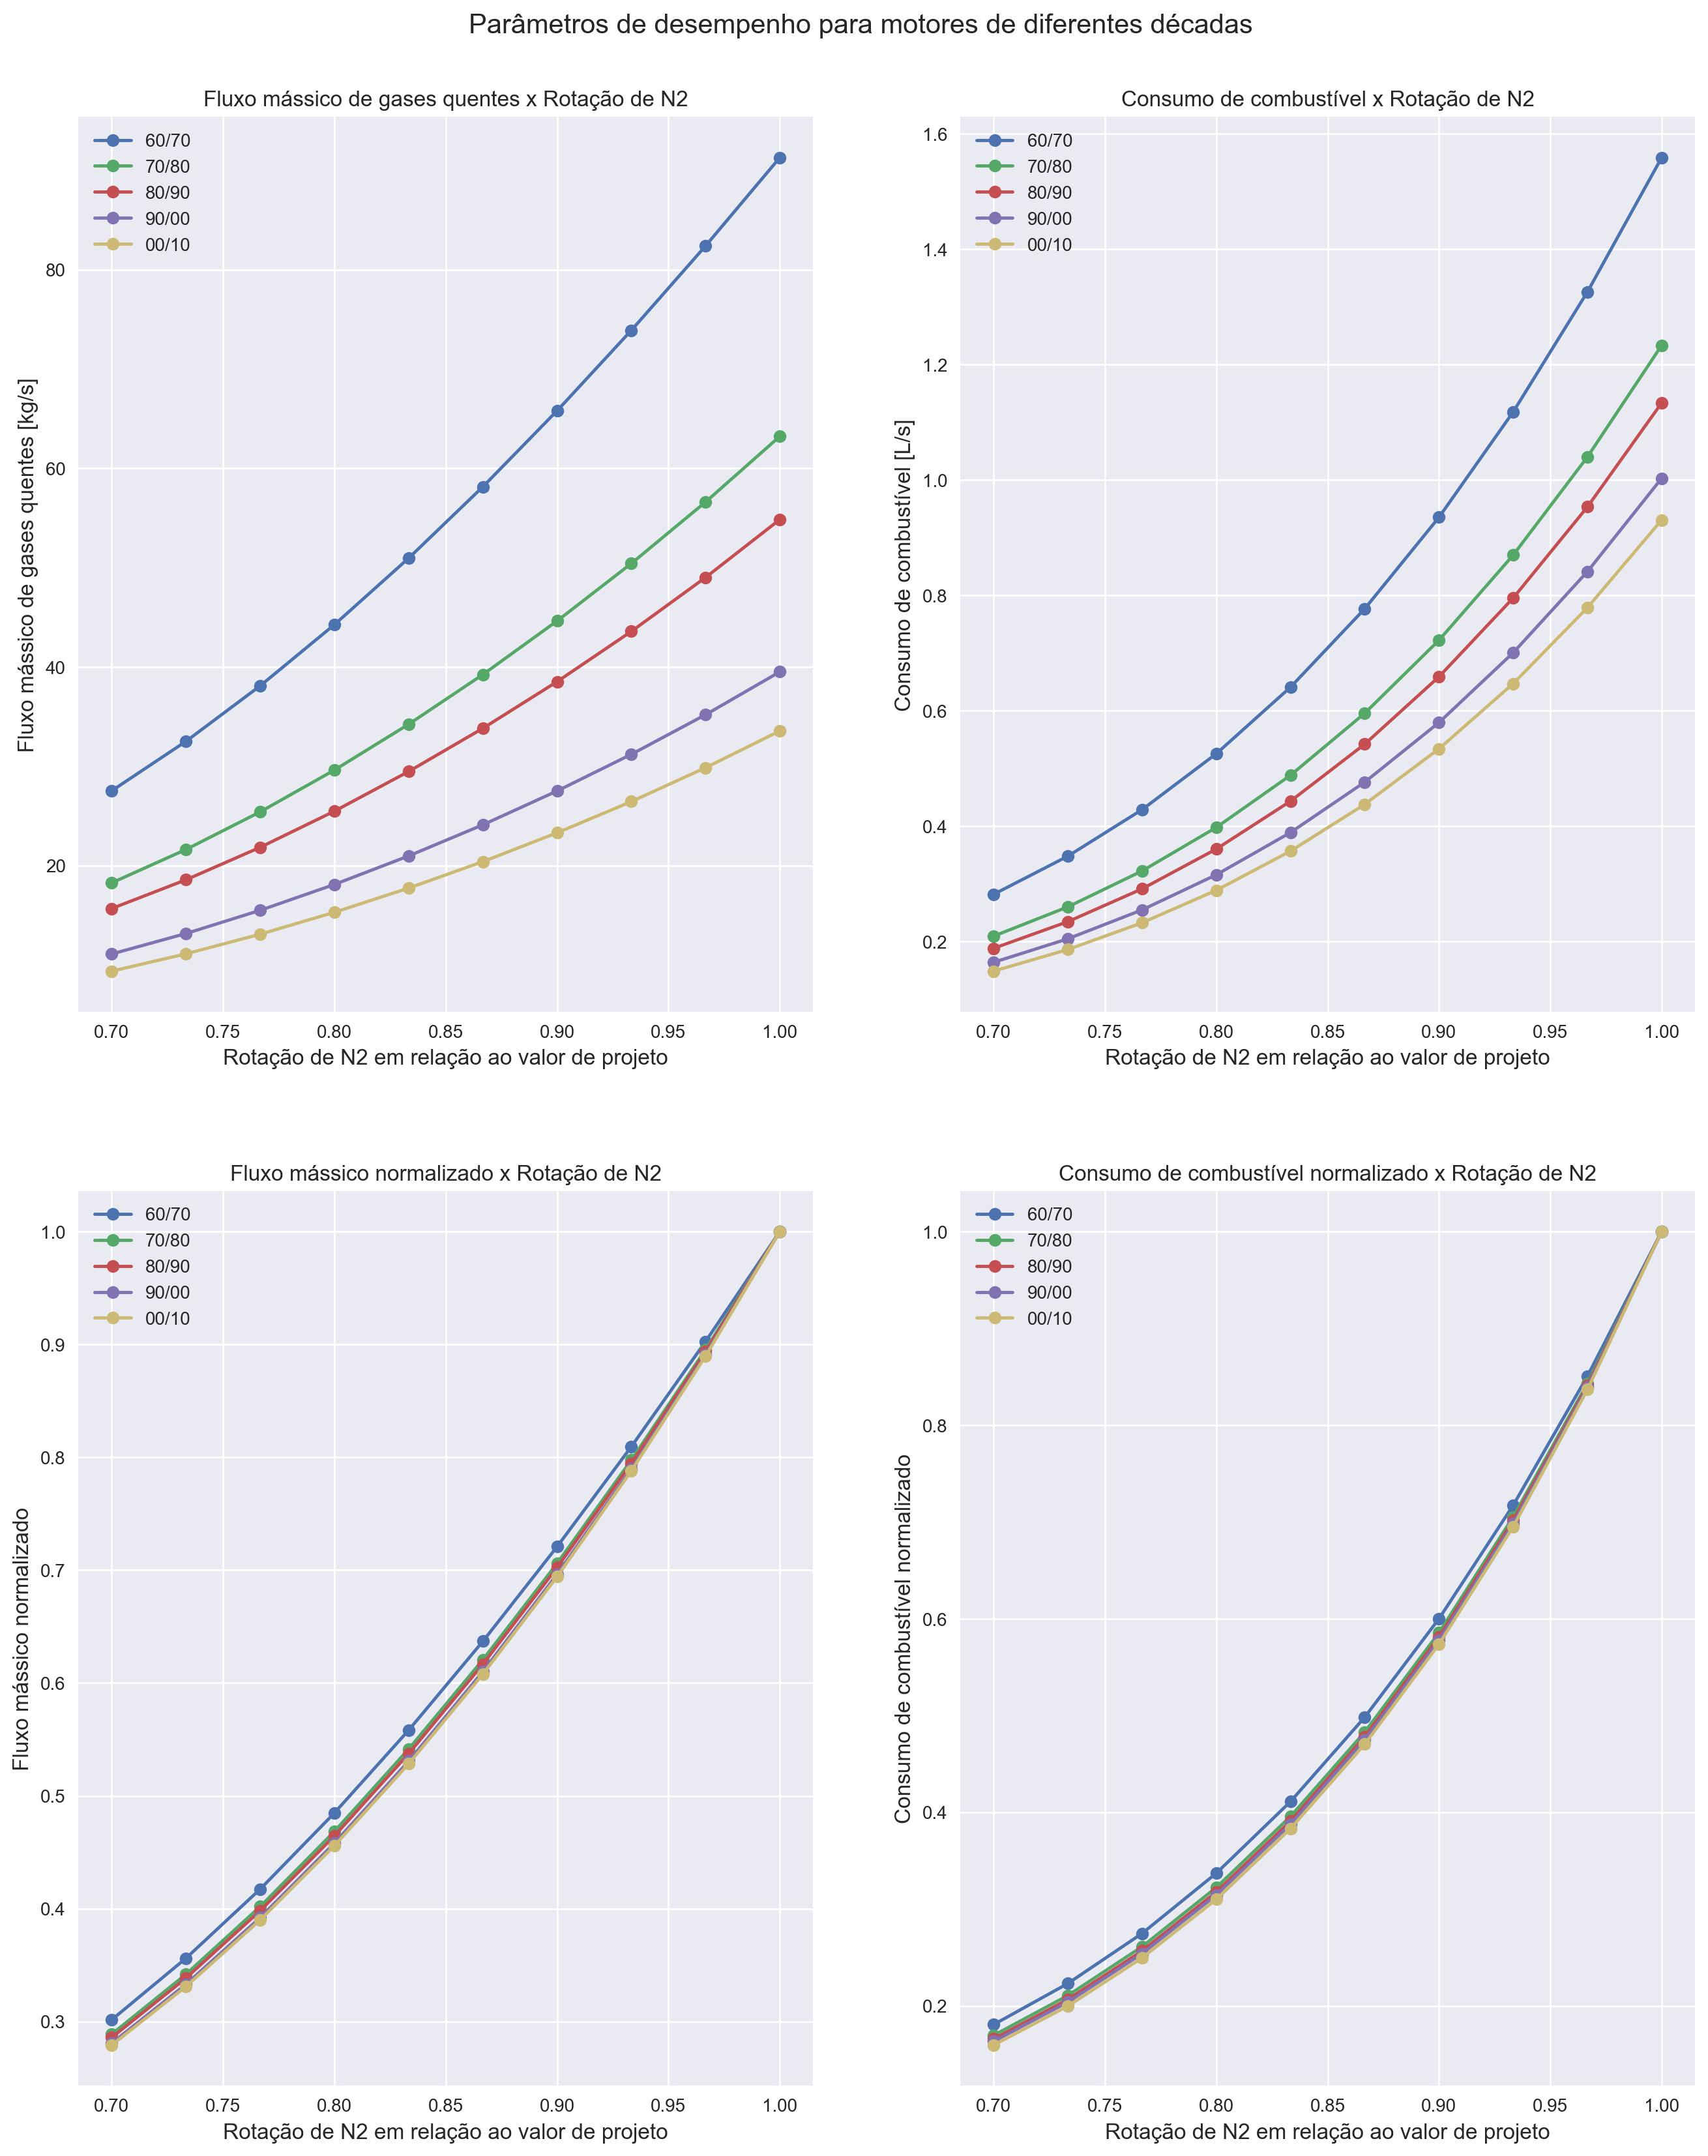 Parâmetros de desempenho para motores de diferentes décadas
Fluxo mássico de gases quentes x Rotação de N2
60/70
70/80
80/90
90/00
00/10
80
60
40
20
Fluxo mássico de gases quentes [kg/s]
0.70 0.75 0.80 0.85 0.90 0.95 1.00
Rotação de N2 em relação ao valor de projeto
Consumo de combustível x Rotação de N2
60/70
70/80
80/90
90/00
00/10
1.6
1.4
1.2
1.0
0.8
0.6
0.4
0.2
Consumo de combustível [L/s]
0.70 0.75 0.80 0.85 0.90 0.95 1.00
Rotação de N2 em relação ao valor de projeto
Fluxo mássico normalizado x Rotação de N2
60/70
70/80
80/90
90/00
00/10
1.0
0.9
0.8
0.7
0.6
0.5
0.4
0.3
Fluxo mássico normalizado
0.70 0.75 0.80 0.85 0.90 0.95 1.00
Rotação de N2 em relação ao valor de projeto
Consumo de combustível normalizado x Rotação de N2
60/70
70/80
80/90
90/00
00/10
1.0
0.8
0.6
0.4
0.2
Consumo de combustível normalizado
0.70 0.75 0.80 0.85 0.90 0.95 1.00
Rotação de N2 em relação ao valor de projeto